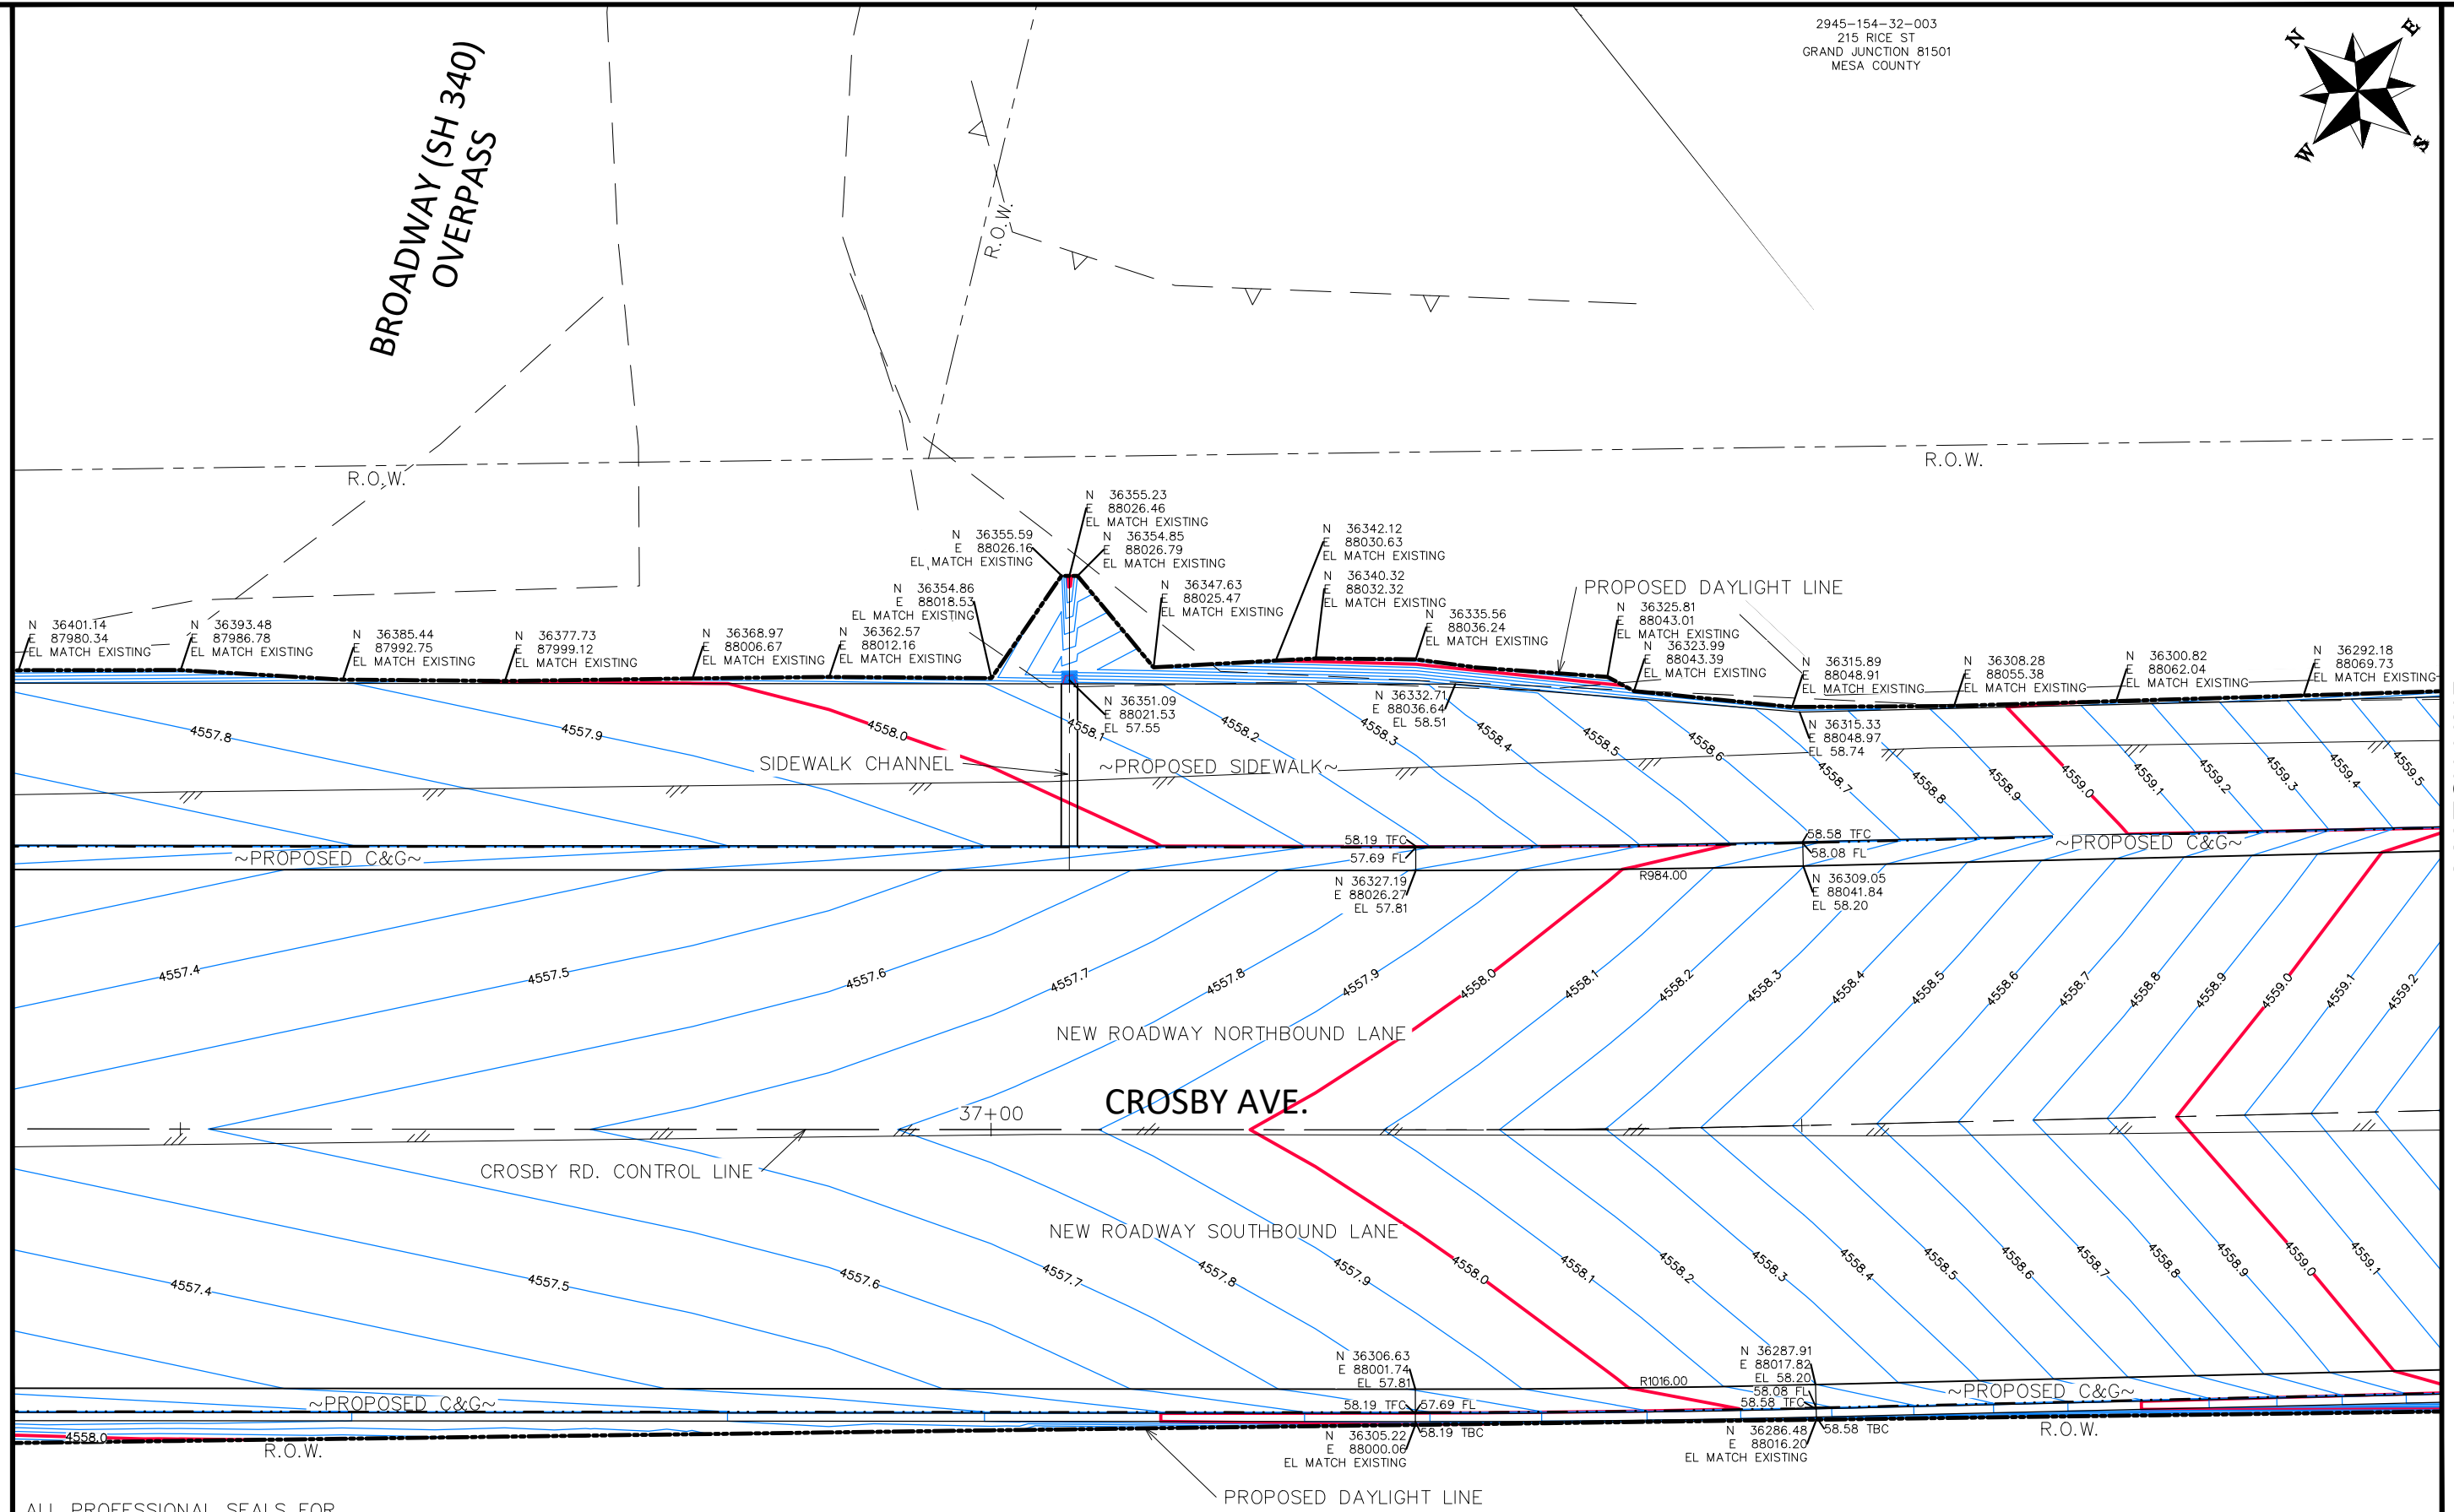 2945-154-32-003
215 RICE ST
GRAND JUNCTION 81501
MESA COUNTY
N
E
W
S
BROADWAY (SH 340)
OVERPASS
R.O.W.
R.O.W.
R.O.W.
N 36355.23
E 88026.46
EL MATCH EXISTING
N 36355.59
E 88026.16
EL MATCH EXISTING
N 36354.85
E 88026.79
EL MATCH EXISTING
N 36342.12
E 88030.63
EL MATCH EXISTING
N 36354.86
E 88018.53
EL MATCH EXISTING
N 36347.63
E 88025.47
EL MATCH EXISTING
N 36340.32
E 88032.32
EL MATCH EXISTING
PROPOSED DAYLIGHT LINE
N 36401.14
E 87980.34
EL MATCH EXISTING
N 36393.48
E 87986.78
EL MATCH EXISTING
N 36385.44
E 87992.75
EL MATCH EXISTING
N 36377.73
E 87999.12
EL MATCH EXISTING
N 36368.97
E 88006.67
EL MATCH EXISTING
N 36362.57
E 88012.16
EL MATCH EXISTING
N 36335.56
E 88036.24
EL MATCH EXISTING
N 36325.81
E 88043.01
EL MATCH EXISTING
N 36323.99
E 88043.39
EL MATCH EXISTING
N 36315.89
E 88048.91
EL MATCH EXISTING
N 36308.28
E 88055.38
EL MATCH EXISTING
N 36300.82
E 88062.04
EL MATCH EXISTING
N 36292.18
E 88069.73
EL MATCH EXISTING
N 36351.09
E 88021.53
EL 57.55
N 36332.71
E 88036.64
EL 58.51
N 36315.33
E 88048.97
EL 58.74
4557.8
4557.9
4558.0
4558.1
4558.2
4558.3
4558.4
4558.5
4558.6
4558.7
4558.8
4558.9
4559.0
4559.1
4559.2
4559.3
4559.4
4559.5
SIDEWALK CHANNEL
~PROPOSED SIDEWALK~
~PROPOSED C&G~
58.19 TFC
57.69 FL
58.58 TFC
58.08 FL
~PROPOSED C&G~
N 36327.19
E 88026.27
EL 57.81
R984.00
N 36309.05
E 88041.84
EL 58.20
4557.4
4557.5
4557.6
4557.7
4557.8
4557.9
4558.0
4558.1
4558.2
4558.3
4558.4
4558.5
4558.6
4558.7
4558.8
4558.9
4559.0
4559.1
4559.2
NEW ROADWAY NORTHBOUND LANE
CROSBY AVE.
37+00
CROSBY RD. CONTROL LINE
NEW ROADWAY SOUTHBOUND LANE
4557.4
4557.5
4557.6
4557.7
4557.8
4557.9
4558.0
4558.1
4558.2
4558.3
4558.4
4558.5
4558.6
4558.7
4558.8
4558.9
4559.0
4559.1
N 36306.63
E 88001.74
EL 57.81
R1016.00
N 36287.91
E 88017.82
EL 58.20
58.08 FL
58.58 TFC
~PROPOSED C&G~
~PROPOSED C&G~
58.19 TFC
57.69 FL
58.19 TBC
58.58 TBC
4558.0
R.O.W.
R.O.W.
N 36305.22
E 88000.06
EL MATCH EXISTING
N 36286.48
E 88016.20
EL MATCH EXISTING
PROPOSED DAYLIGHT LINE
ALL PROFESSIONAL SEALS FOR